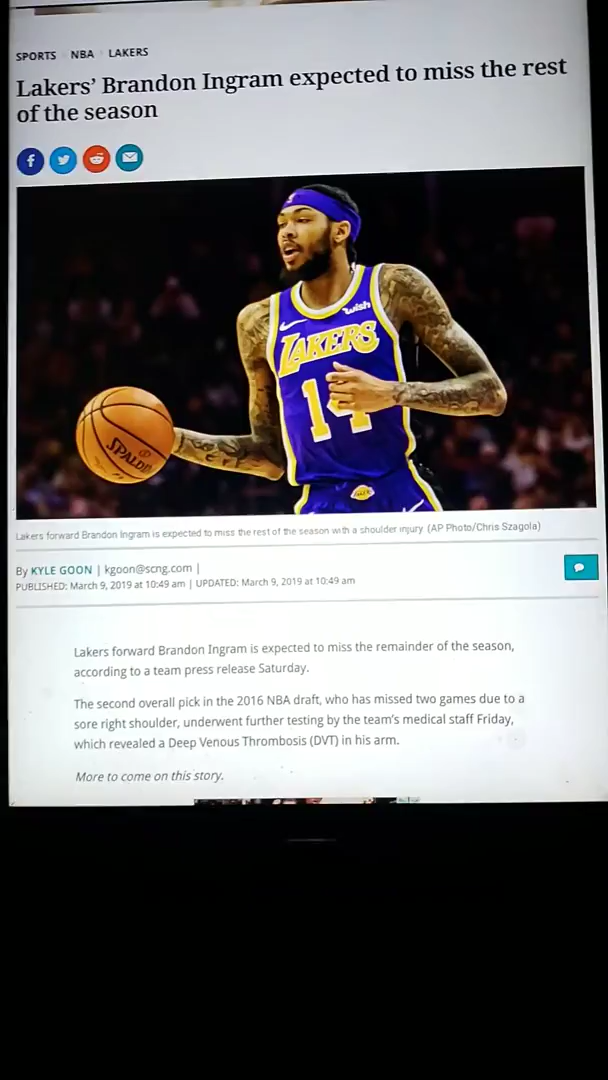 SPORTS NBA LAKERS
Lakers' Brandon Ingram expected to miss the rest
of the season
f
wish
LAKERS
14
SPALDING
Lakers forward Brandon Ingram is expected to miss the rest of the season with a shoulder injury. (AP Photo/Chris Szagola)
By KYLE GOON | kgoon@scng.com |
PUBLISHED: March 9, 2019 at 10:49 am | UPDATED: March 9, 2019 at 10:49 am
Lakers forward Brandon Ingram is expected to miss the remainder of the season,
according to a team press release Saturday.
The second overall pick in the 2016 NBA draft, who has missed two games due to a
sore right shoulder, underwent further testing by the team's medical staff Friday,
which revealed a Deep Venous Thrombosis (DVT) in his arm.
More to come on this story.